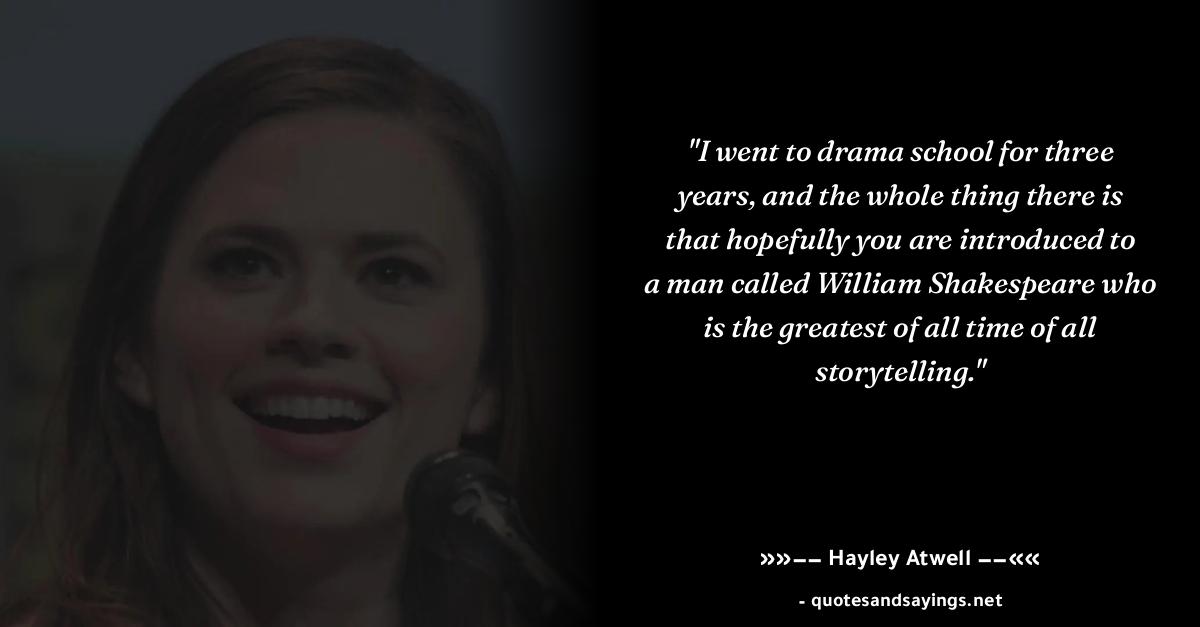 "I went to drama school for three
years, and the whole thing there is
that hopefully you are introduced to
a man called William Shakespeare who
is the greatest of all time of all
storytelling."
»»–– Hayley Atwell ––««
- quotesandsayings.net